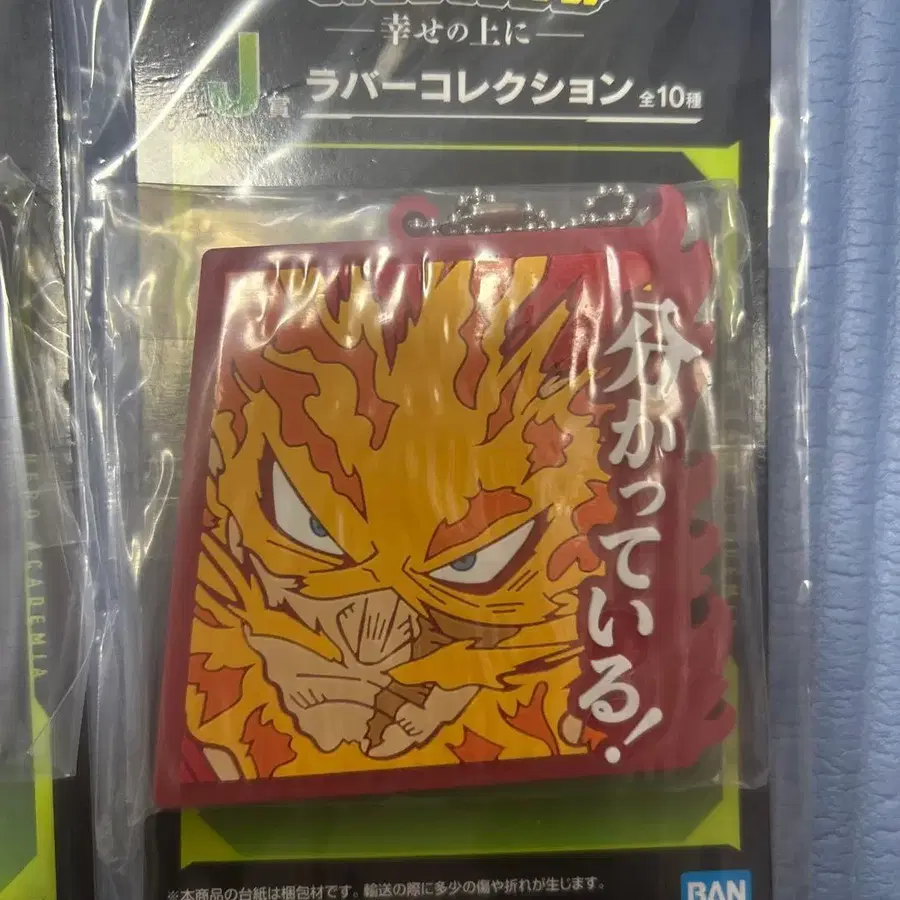 —幸せの上に—
J賞 ラバーコレクション 全10種
分かっている!
HERO ACADEMIA
※本商品の台紙は梱包材です。輸送の際に多少の傷や折れが生じます。
BAN